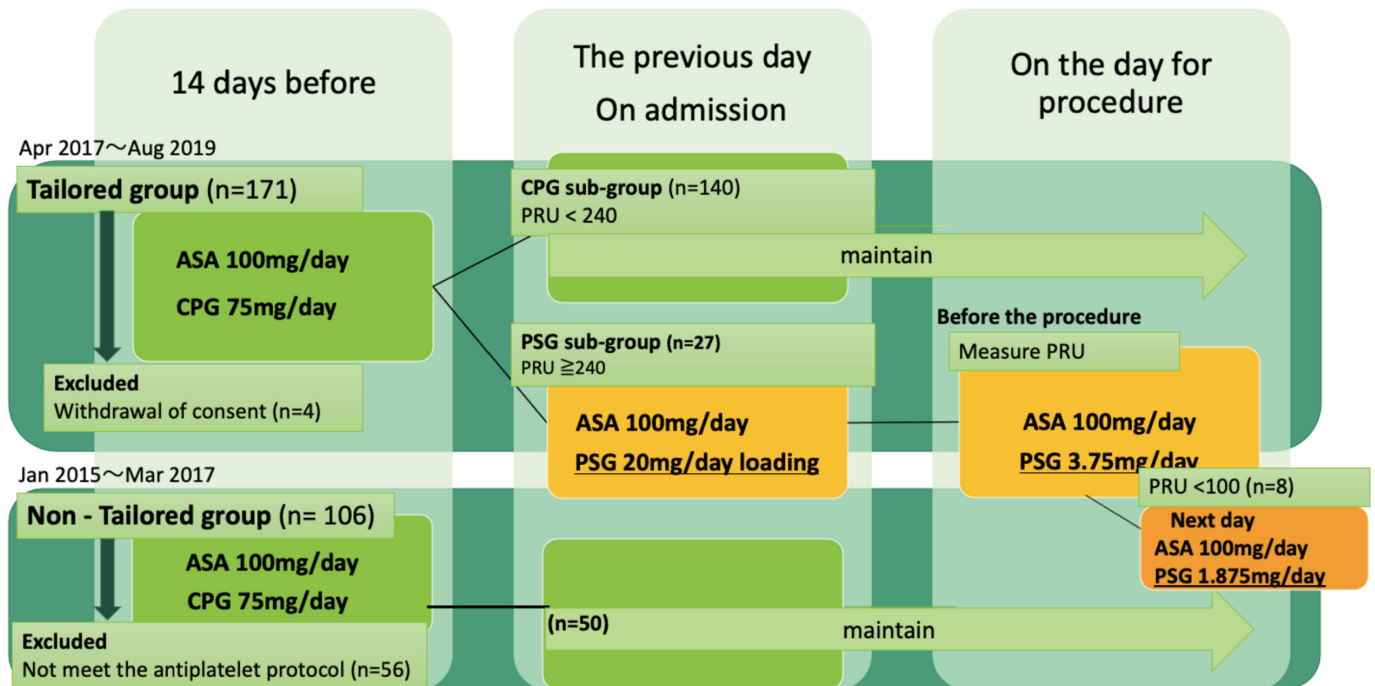 14 days before
The previous day
On admission
On the day for
procedure
Apr 2017～Aug 2019
Tailored group (n=171)
ASA 100mg/day
CPG 75mg/day
Excluded
Withdrawal of consent (n=4)
CPG sub-group (n=140)
PRU < 240
maintain
PSG sub-group (n=27)
PRU ≧240
ASA 100mg/day
PSG 20mg/day loading
Before the procedure
Measure PRU
ASA 100mg/day
PSG 3.75mg/day
PRU <100 (n=8)
Next day
ASA 100mg/day
PSG 1.875mg/day
Jan 2015～Mar 2017
Non - Tailored group (n= 106)
ASA 100mg/day
CPG 75mg/day
Excluded
Not meet the antiplatelet protocol (n=56)
(n=50)
maintain